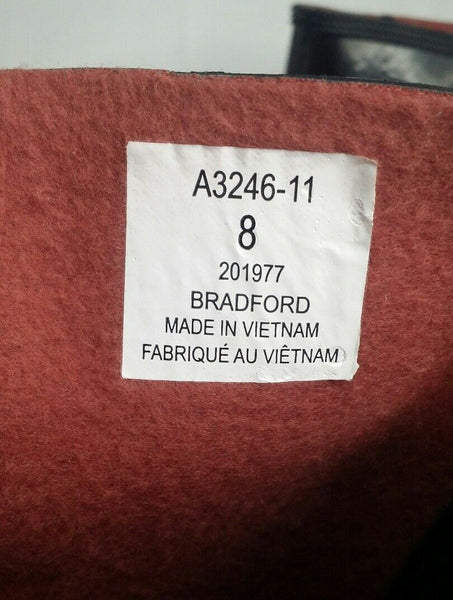 A3246-11
8
201977
BRADFORD
MADE IN VIETNAM
FABRIQUÉ AU VIÊTNAM